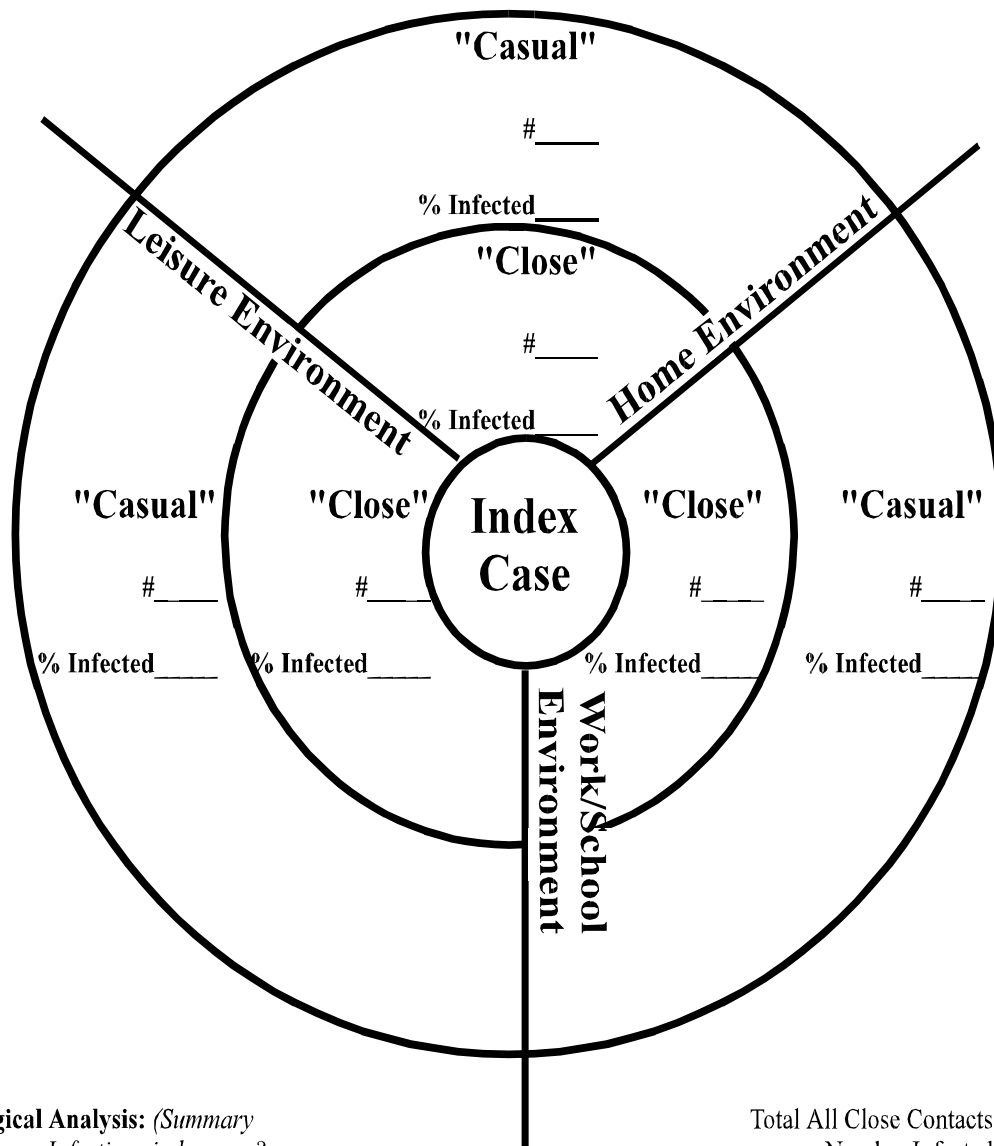 "Casual"
#____
% Infected____
"Close"
#____
% Infected____
Leisure Environment
Home Environment
"Casual" "Close" Index Case "Close" "Casual"
#____ #____ #____ #____
% Infected____ % Infected____ % Infected____ % Infected____
Work/School
Environment
gical Analysis: (Summary
Total All Close Contacts